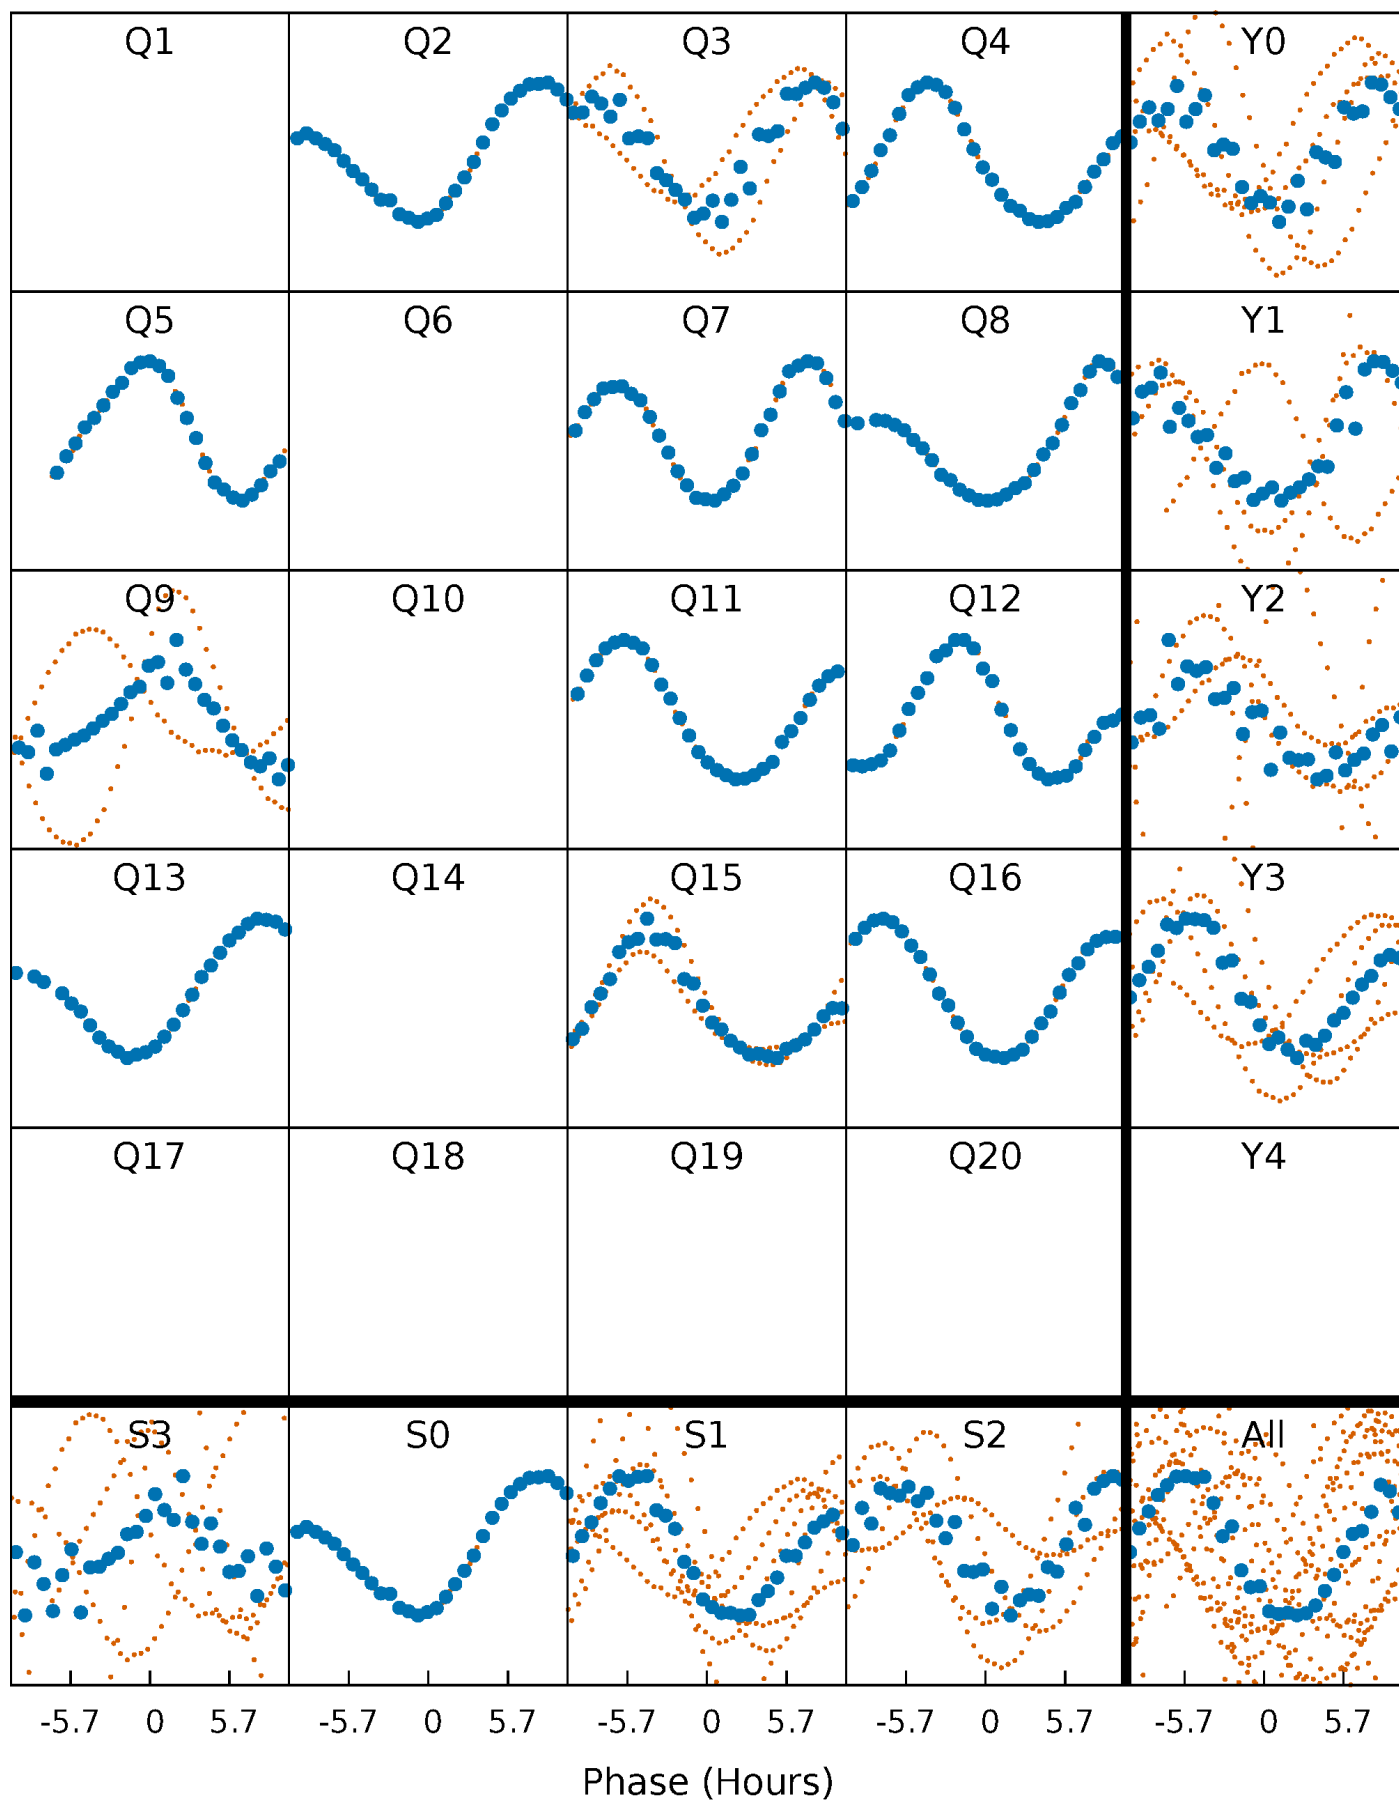 Q1 Q2 Q3 Q4 Y0
Q5 Q6 Q7 Q8 Y1
Q9 Q10 Q11 Q12 Y2
Q13 Q14 Q15 Q16 Y3
Q17 Q18 Q19 Q20 Y4
S3 S0 S1 S2 All
-5.7 0 5.7 -5.7 0 5.7 -5.7 0 5.7 -5.7 0 5.7 -5.7 0 5.7
Phase (Hours)